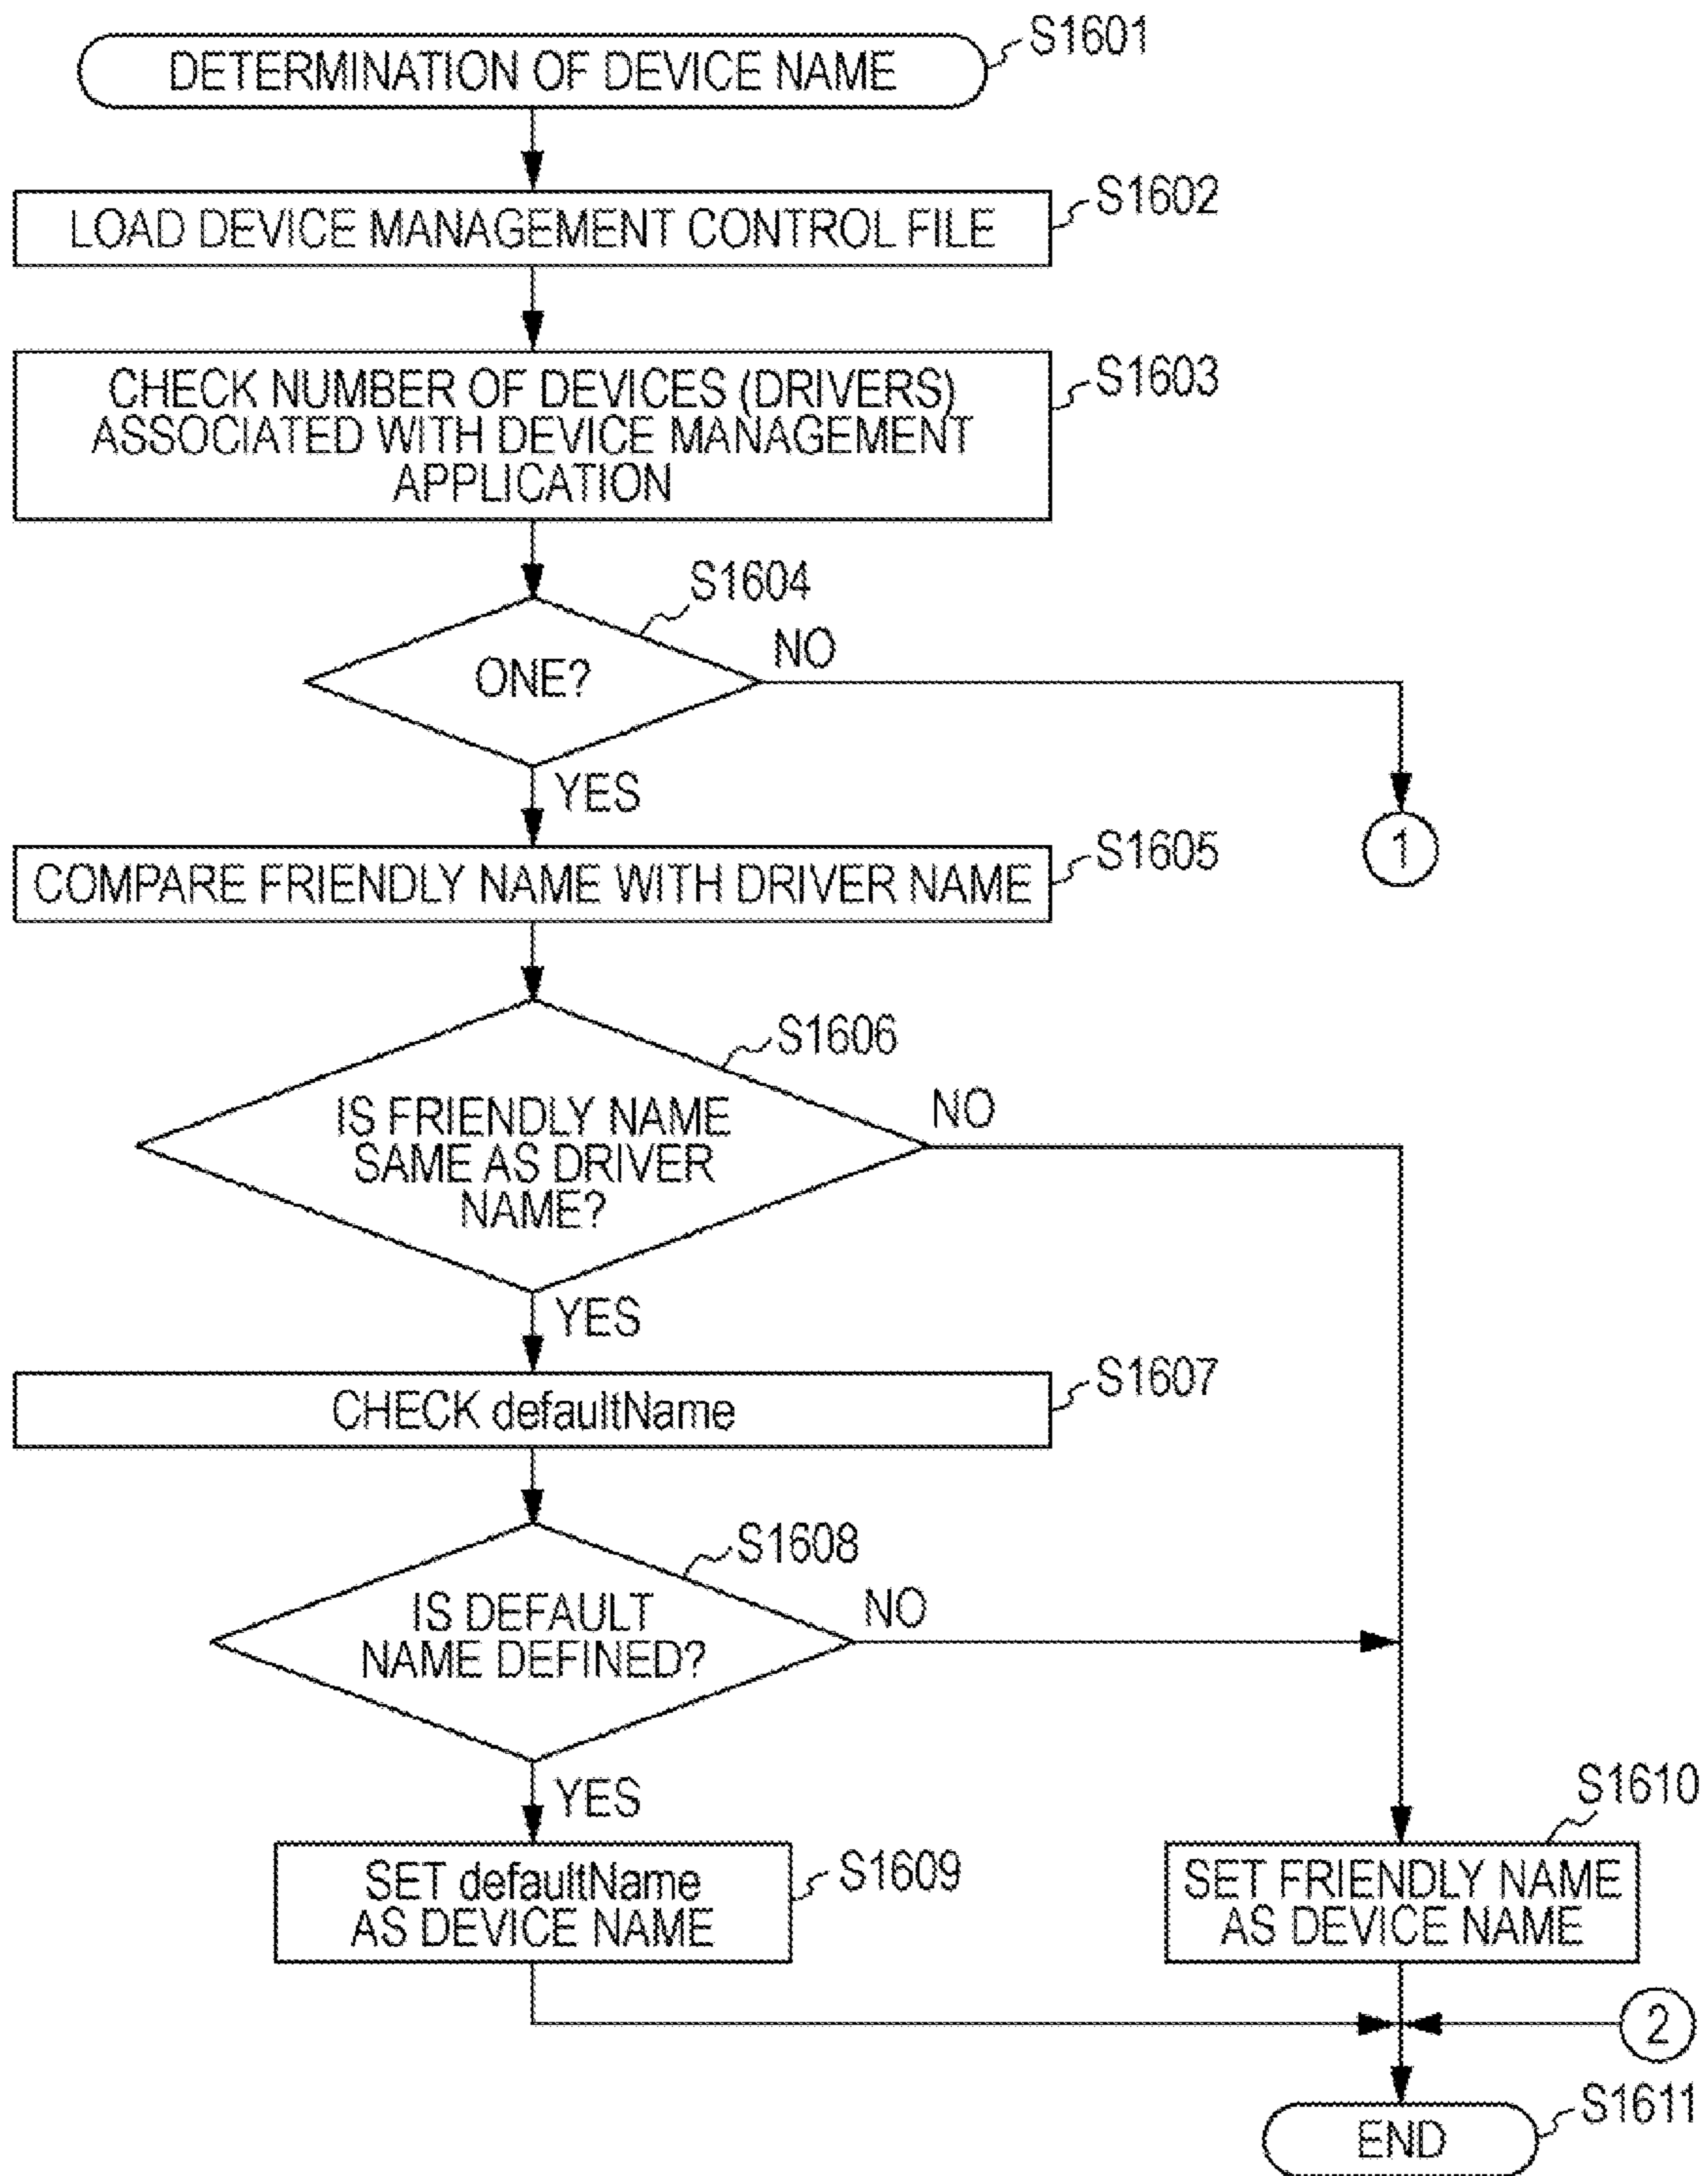 S1601
DETERMINATION OF DEVICE NAME
S1602
LOAD DEVICE MANAGEMENT CONTROL FILE
S1603
CHECK NUMBER OF DEVICES (DRIVERS)
ASSOCIATED WITH DEVICE MANAGEMENT
APPLICATION
S1604
ONE?
NO
YES
1
S1605
COMPARE FRIENDLY NAME WITH DRIVER NAME
S1606
IS FRIENDLY NAME
SAME AS DRIVER
NAME?
NO
YES
S1607
CHECK defaultName
S1608
IS DEFAULT
NAME DEFINED?
NO
YES
S1609
SET defaultName
AS DEVICE NAME
S1610
SET FRIENDLY NAME
AS DEVICE NAME
2
S1611
END